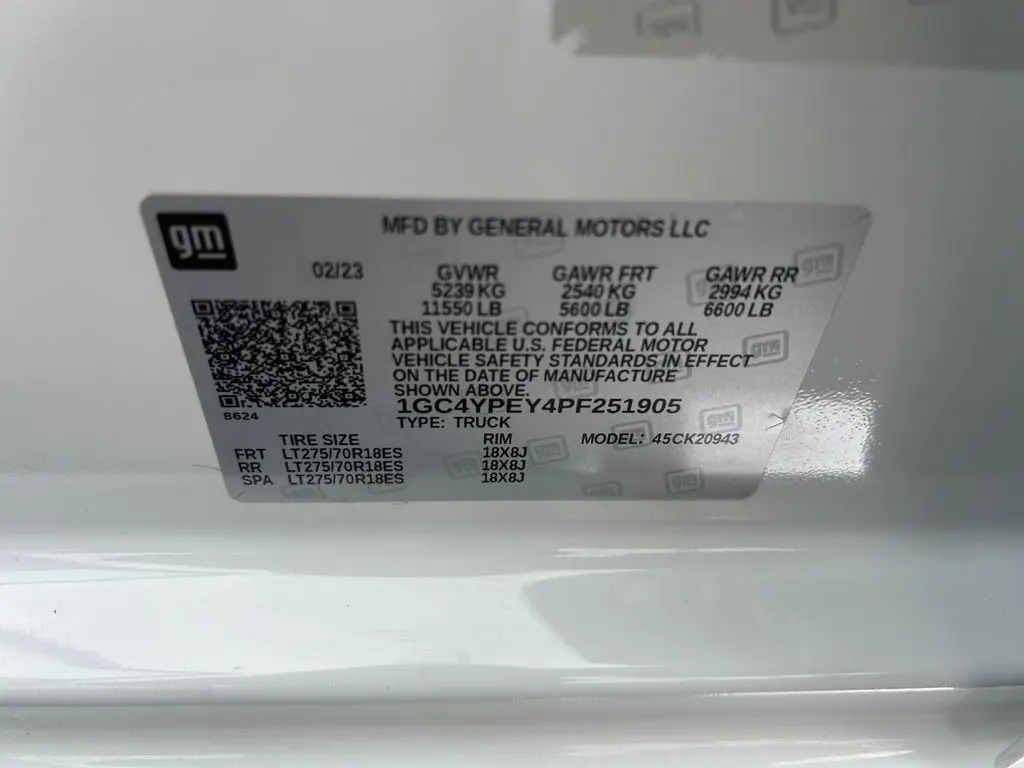 gm
MFD BY GENERAL MOTORS LLC
02/23 GVWR GAWR FRT GAWR RR
5239 KG 2540 KG 2994 KG
11550 LB 5600 LB 6600 LB
THIS VEHICLE CONFORMS TO ALL
APPLICABLE U.S. FEDERAL MOTOR
VEHICLE SAFETY STANDARDS IN EFFECT
ON THE DATE OF MANUFACTURE
SHOWN ABOVE.
8624
1GC4YPEY4PF251905
TYPE: TRUCK
TIRE SIZE RIM MODEL: 45CK20943
FRT LT275/70R18ES 18X8J
RR LT275/70R18ES 18X8J
SPA LT275/70R18ES 18X8J